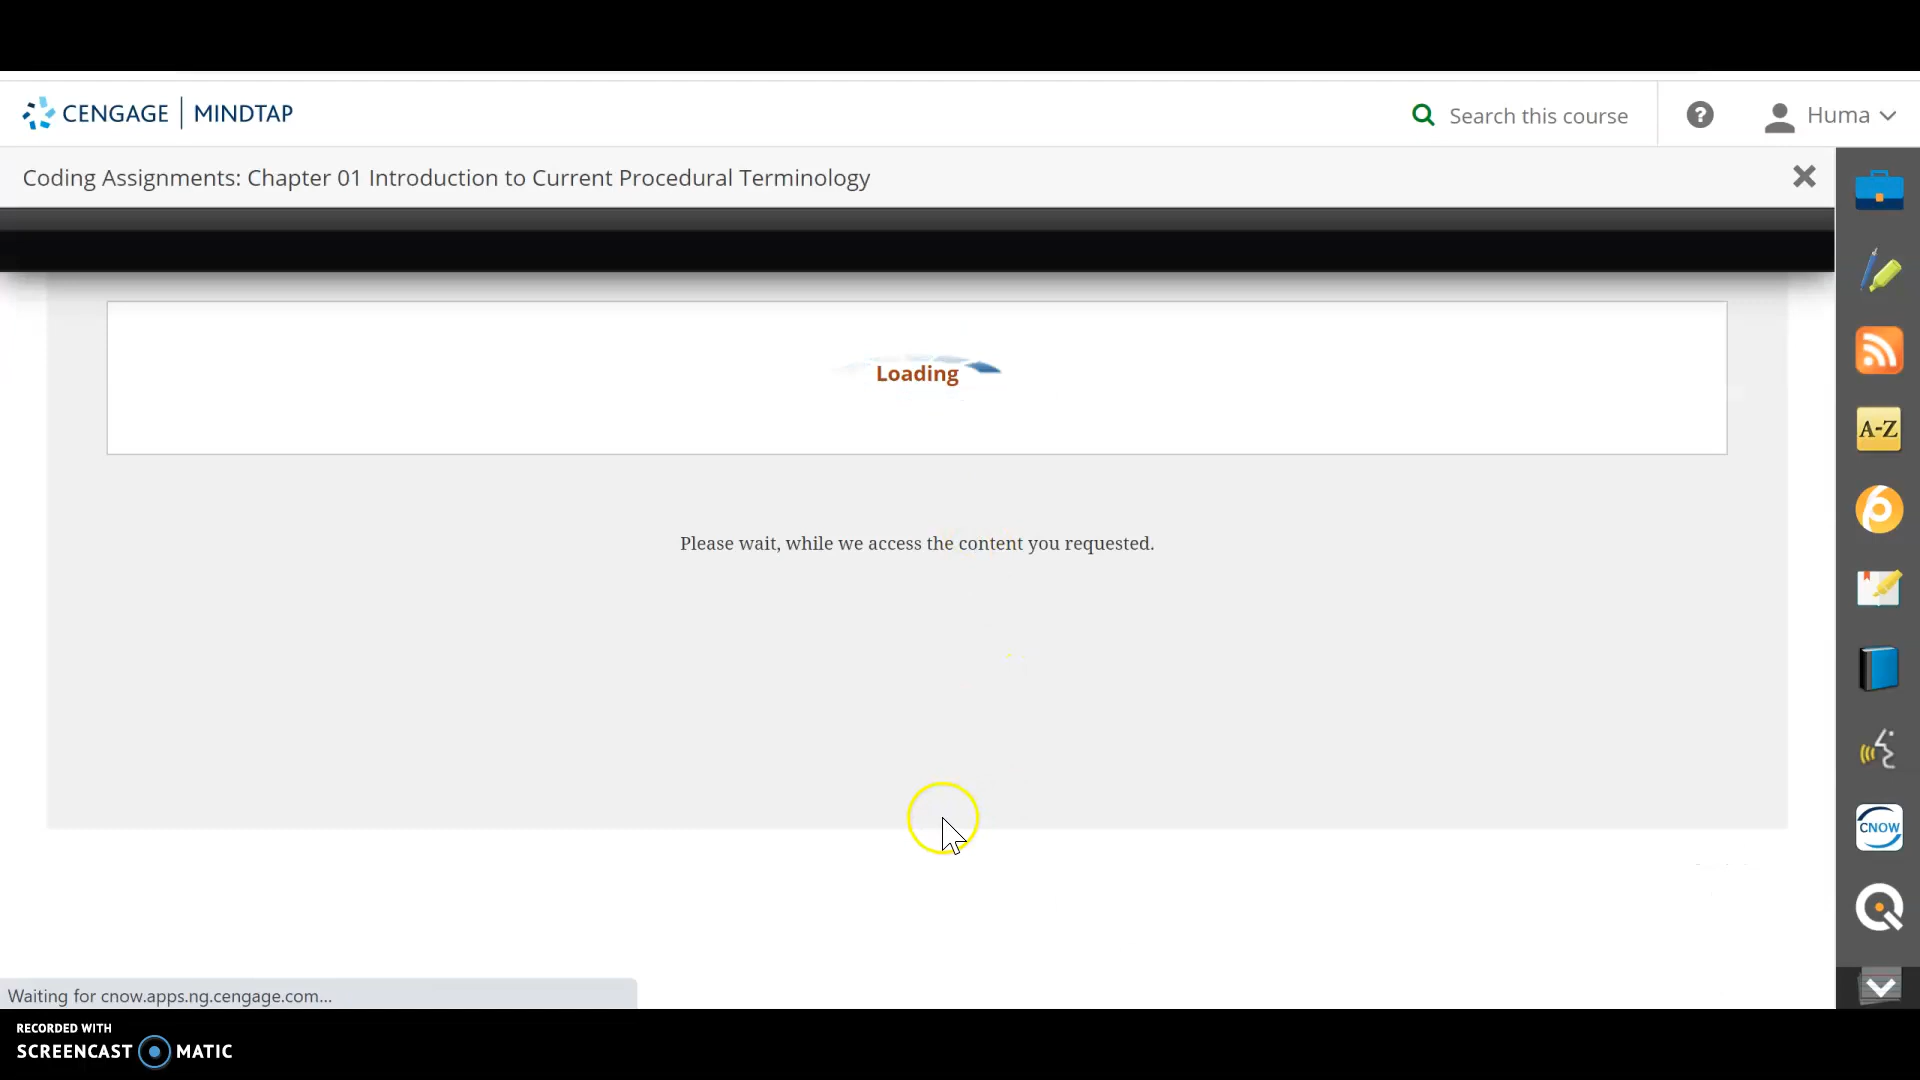 CENGAGE | MINDTAP
Search this course
?
Huma
Coding Assignments: Chapter 01 Introduction to Current Procedural Terminology
Loading
Please wait, while we access the content you requested.
A-Z
CNOW
Waiting for cnow.apps.ng.cengage.com...
RECORDED WITH
SCREENCAST MATIC